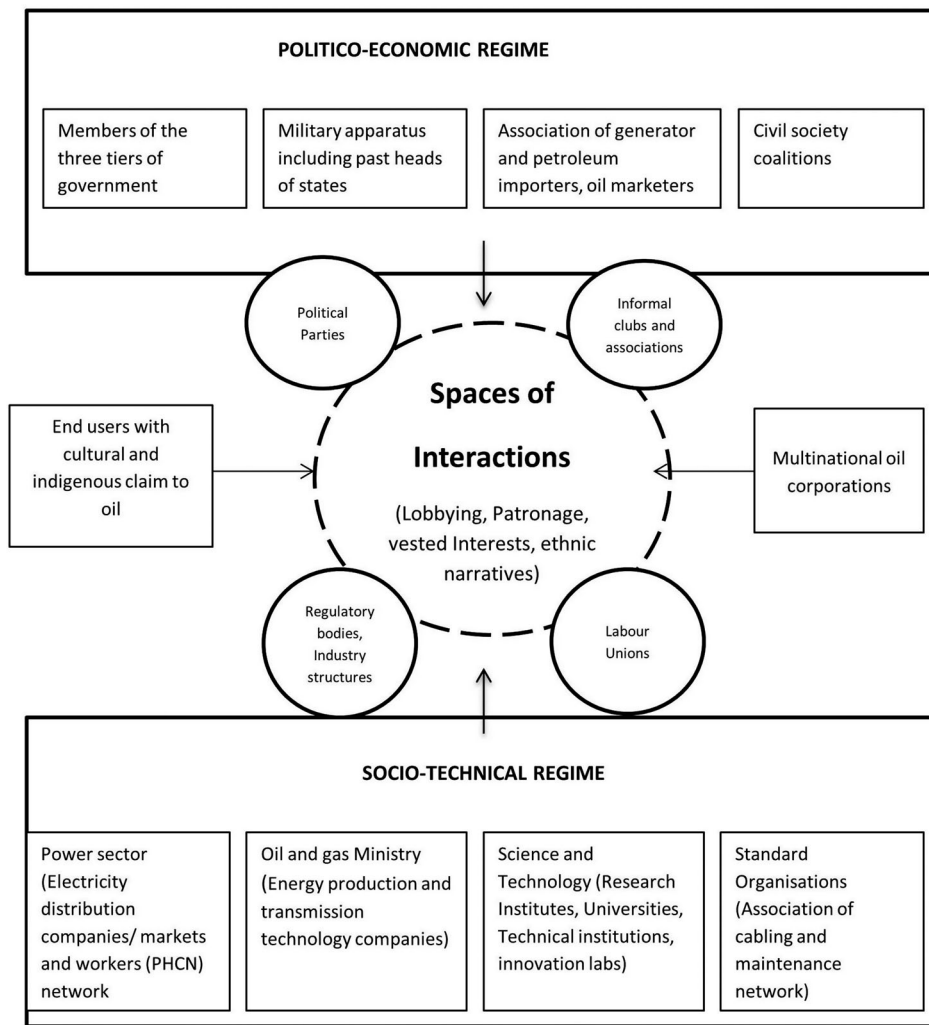 POLITICO-ECONOMIC REGIME
Members of the
three tiers of
government
Military apparatus
including past heads
of states
Association of generator
and petroleum
importers, oil marketers
Civil society
coalitions
Political
Parties
Informal
clubs and
associations
Spaces of
Interactions
(Lobbying, Patronage,
vested Interests, ethnic
narratives)
End users with
cultural and
indigenous claim to
oil
Multinational oil
corporations
Regulatory
bodies,
Industry
structures
Labour
Unions
SOCIO-TECHNICAL REGIME
Power sector
(Electricity
distribution
companies/ markets
and workers (PHCN)
network
Oil and gas Ministry
(Energy production and
transmission
technology companies)
Science and
Technology (Research
Institutes, Universities,
Technical institutions,
innovation labs)
Standard
Organisations
(Association of
cabling and
maintenance
network)